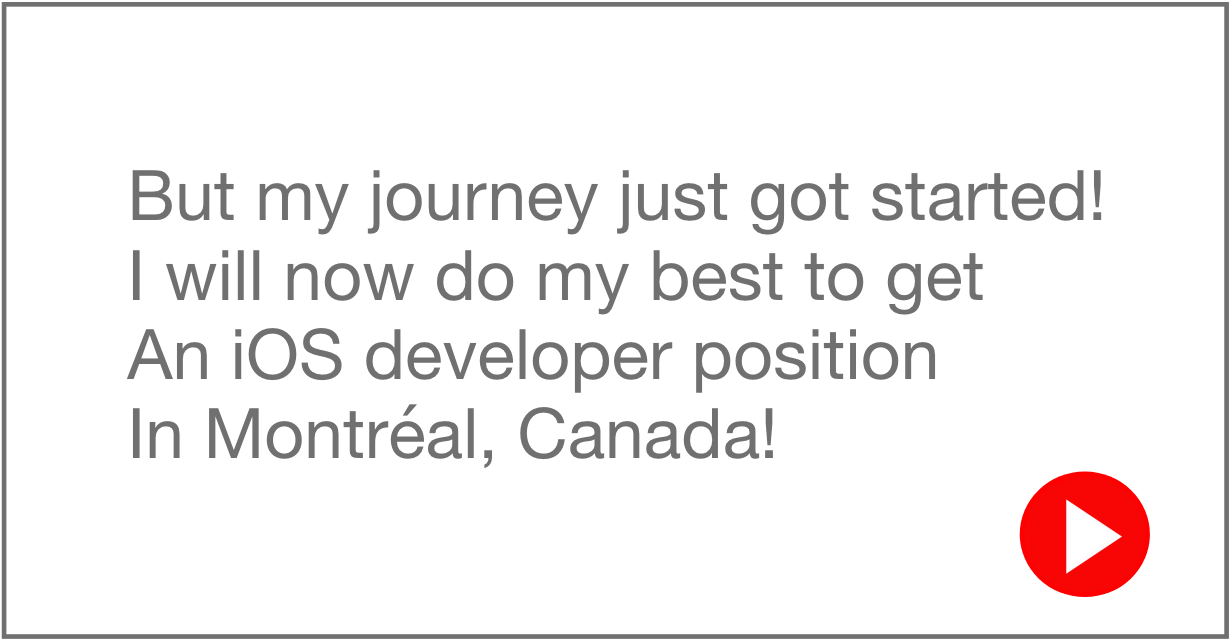 But my journey just got started!
I will now do my best to get
An iOS developer position
In Montréal, Canada!